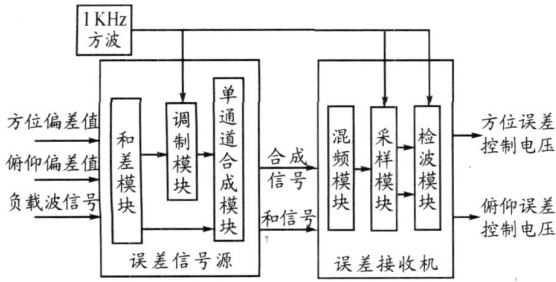 1KHz
方波
方位偏差值
俯仰偏差值
负载波信号
和差模块
调制模块
单通道合成模块
误差信号源
合成
信号
和信号
混频模块
采样模块
检波模块
误差接收机
方位误差
控制电压
俯仰误差
控制电压